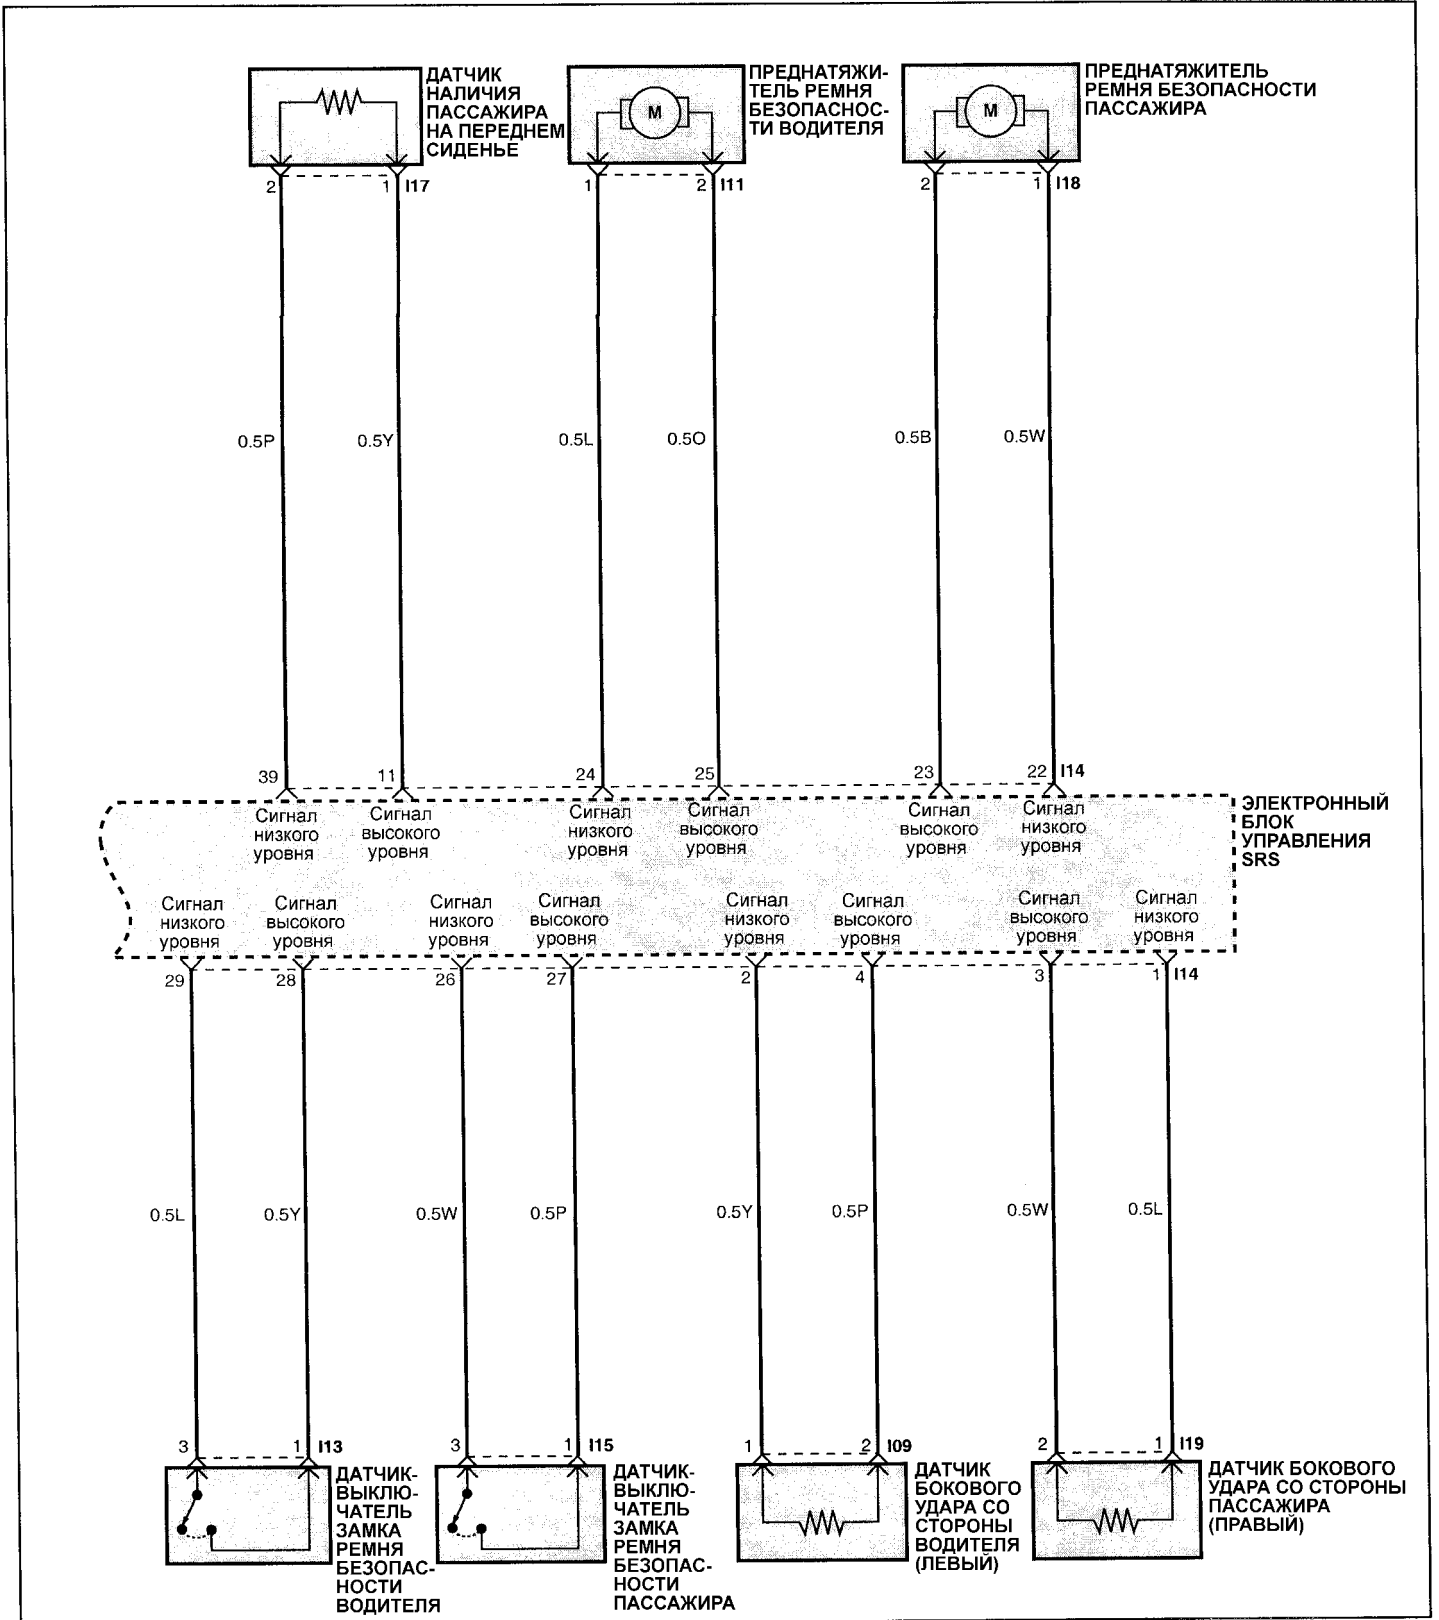 ДАТЧИК
НАЛИЧИЯ
ПАССАЖИРА
НА ПЕРЕДНЕМ
СИДЕНЬЕ
ПРЕДНАТЯЖИ-
ТЕЛЬ РЕМНЯ
БЕЗОПАСНОС-
ТИ ВОДИТЕЛЯ
ПРЕДНАТЯЖИТЕЛЬ
РЕМНЯ БЕЗОПАСНОСТИ
ПАССАЖИРА
M
M
2 1 I17
1 2 I11
2 1 I18
0.5P 0.5Y 0.5L 0.5O 0.5B 0.5W
39 11 24 25 23 22 I14
Сигнал
низкого
уровня
Сигнал
высокого
уровня
Сигнал
низкого
уровня
Сигнал
высокого
уровня
Сигнал
высокого
уровня
Сигнал
низкого
уровня
ЭЛЕКТРОННЫЙ
БЛОК
УПРАВЛЕНИЯ
SRS
Сигнал
низкого
уровня
Сигнал
высокого
уровня
Сигнал
низкого
уровня
Сигнал
высокого
уровня
Сигнал
низкого
уровня
Сигнал
высокого
уровня
Сигнал
высокого
уровня
Сигнал
низкого
уровня
29 28 26 27 2 4 3 1 I14
0.5L 0.5Y 0.5W 0.5P 0.5Y 0.5P 0.5W 0.5L
3 1 I13
3 1 I15
1 2 I09
2 1 I19
ДАТЧИК-
ВЫКЛЮ-
ЧАТЕЛЬ
ЗАМКА
РЕМНЯ
БЕЗОПАС-
НОСТИ
ВОДИТЕЛЯ
ДАТЧИК-
ВЫКЛЮ-
ЧАТЕЛЬ
ЗАМКА
РЕМНЯ
БЕЗОПАС-
НОСТИ
ПАССАЖИРА
ДАТЧИК
БОКОВОГО
УДАРА СО
СТОРОНЫ
ВОДИТЕЛЯ
(ЛЕВЫЙ)
ДАТЧИК БОКОВОГО
УДАРА СО СТОРОНЫ
ПАССАЖИРА
(ПРАВЫЙ)